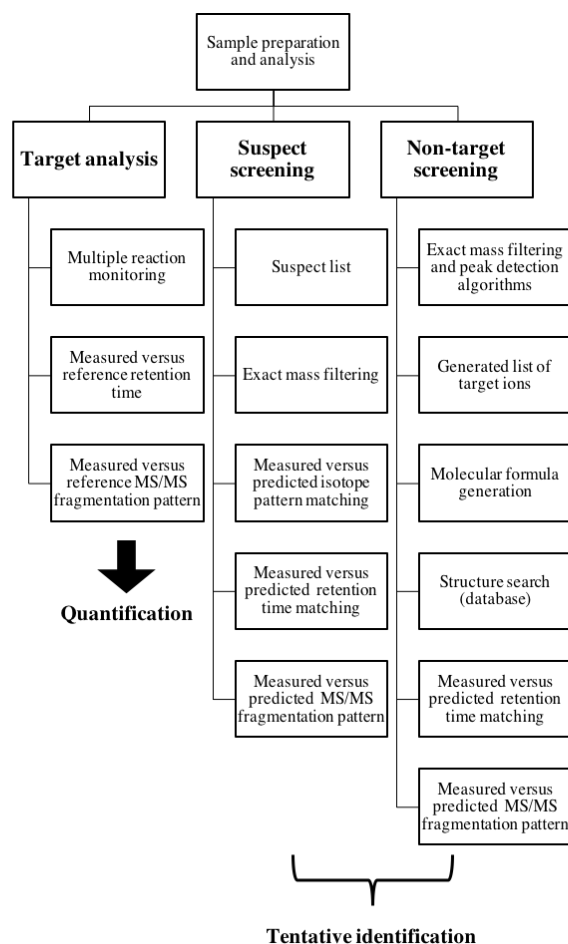 Sample preparation
and analysis
Target analysis
Suspect
screening
Non-target
screening
Multiple reaction
monitoring
Measured versus
reference retention
time
Measured versus
reference MS/MS
fragmentation pattern
Quantification
Suspect list
Exact mass filtering
Measured versus
predicted isotope
pattern matching
Measured versus
predicted retention
time matching
Measured versus
predicted MS/MS
fragmentation pattern
Exact mass filtering
and peak detection
algorithms
Generated list of
target ions
Molecular formula
generation
Structure search
(database)
Measured versus
predicted retention
time matching
Measured versus
predicted MS/MS
fragmentation pattern
Tentative identification